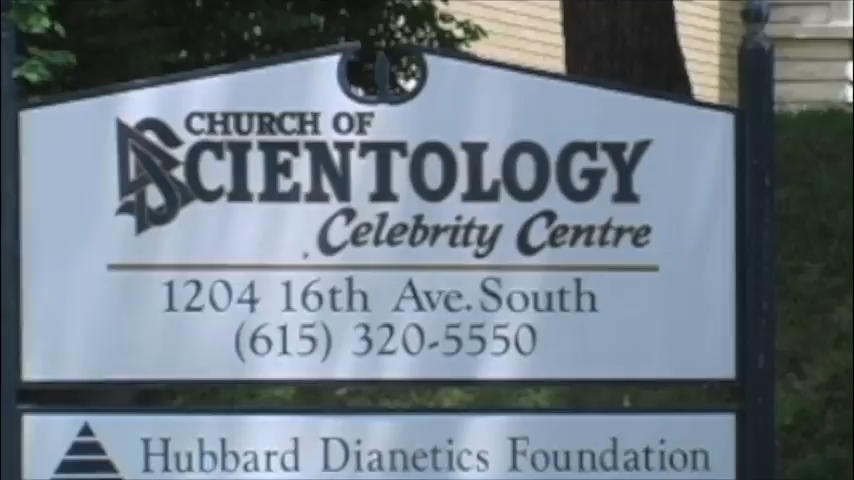 CHURCH OF
SCIENTOLOGY
Celebrity Centre
1204 16th Ave. South
(615) 320-5550
Hubbard Dianetics Foundation